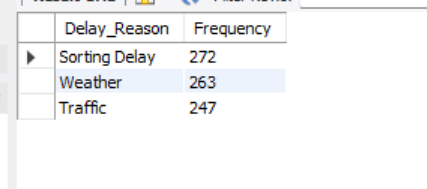 Delay_Reason Frequency
Sorting Delay 272
Weather 263
Traffic 247